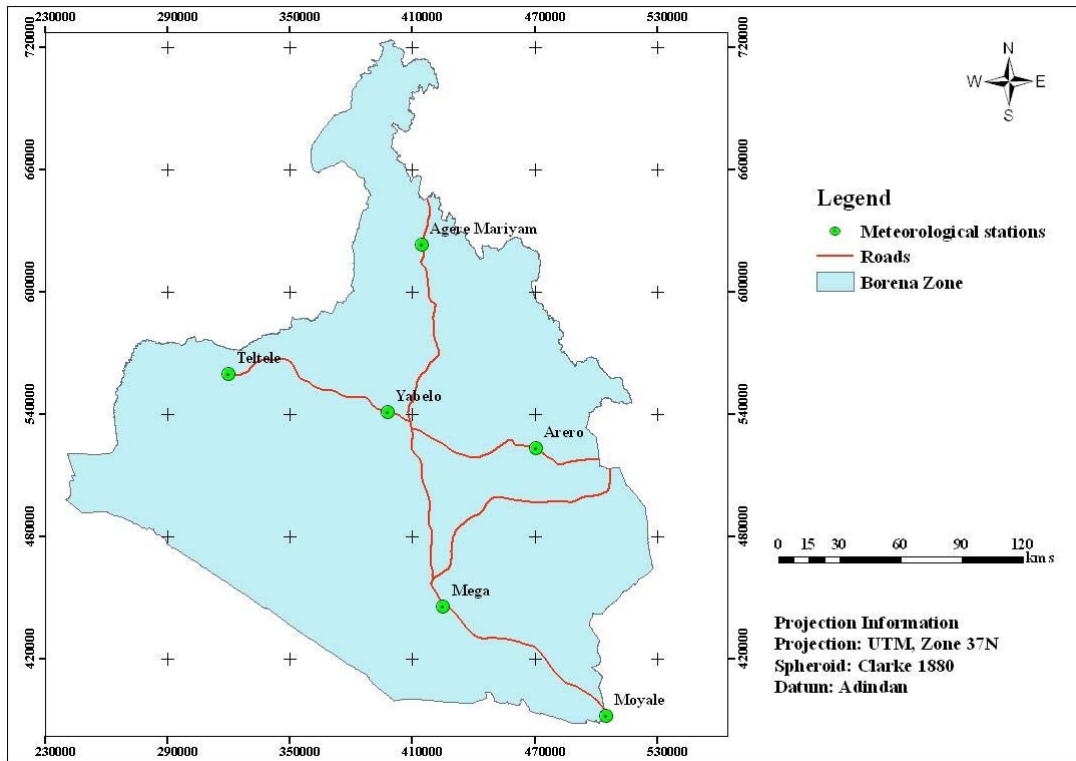 230000 290000 350000 410000 470000 530000
720000 720000
660000 660000
600000 600000
540000 540000
480000 480000
420000 420000
Agere Mariyam
Teltele
Yabelo
Arero
Mega
Moyale
230000 290000 350000 410000 470000 530000
N
W E
S
Legend
Meteorological stations
Roads
Borena Zone
0 15 30 60 90 120
kms
Projection Information
Projection: UTM, Zone 37N
Spheroid: Clarke 1880
Datum: Adindan